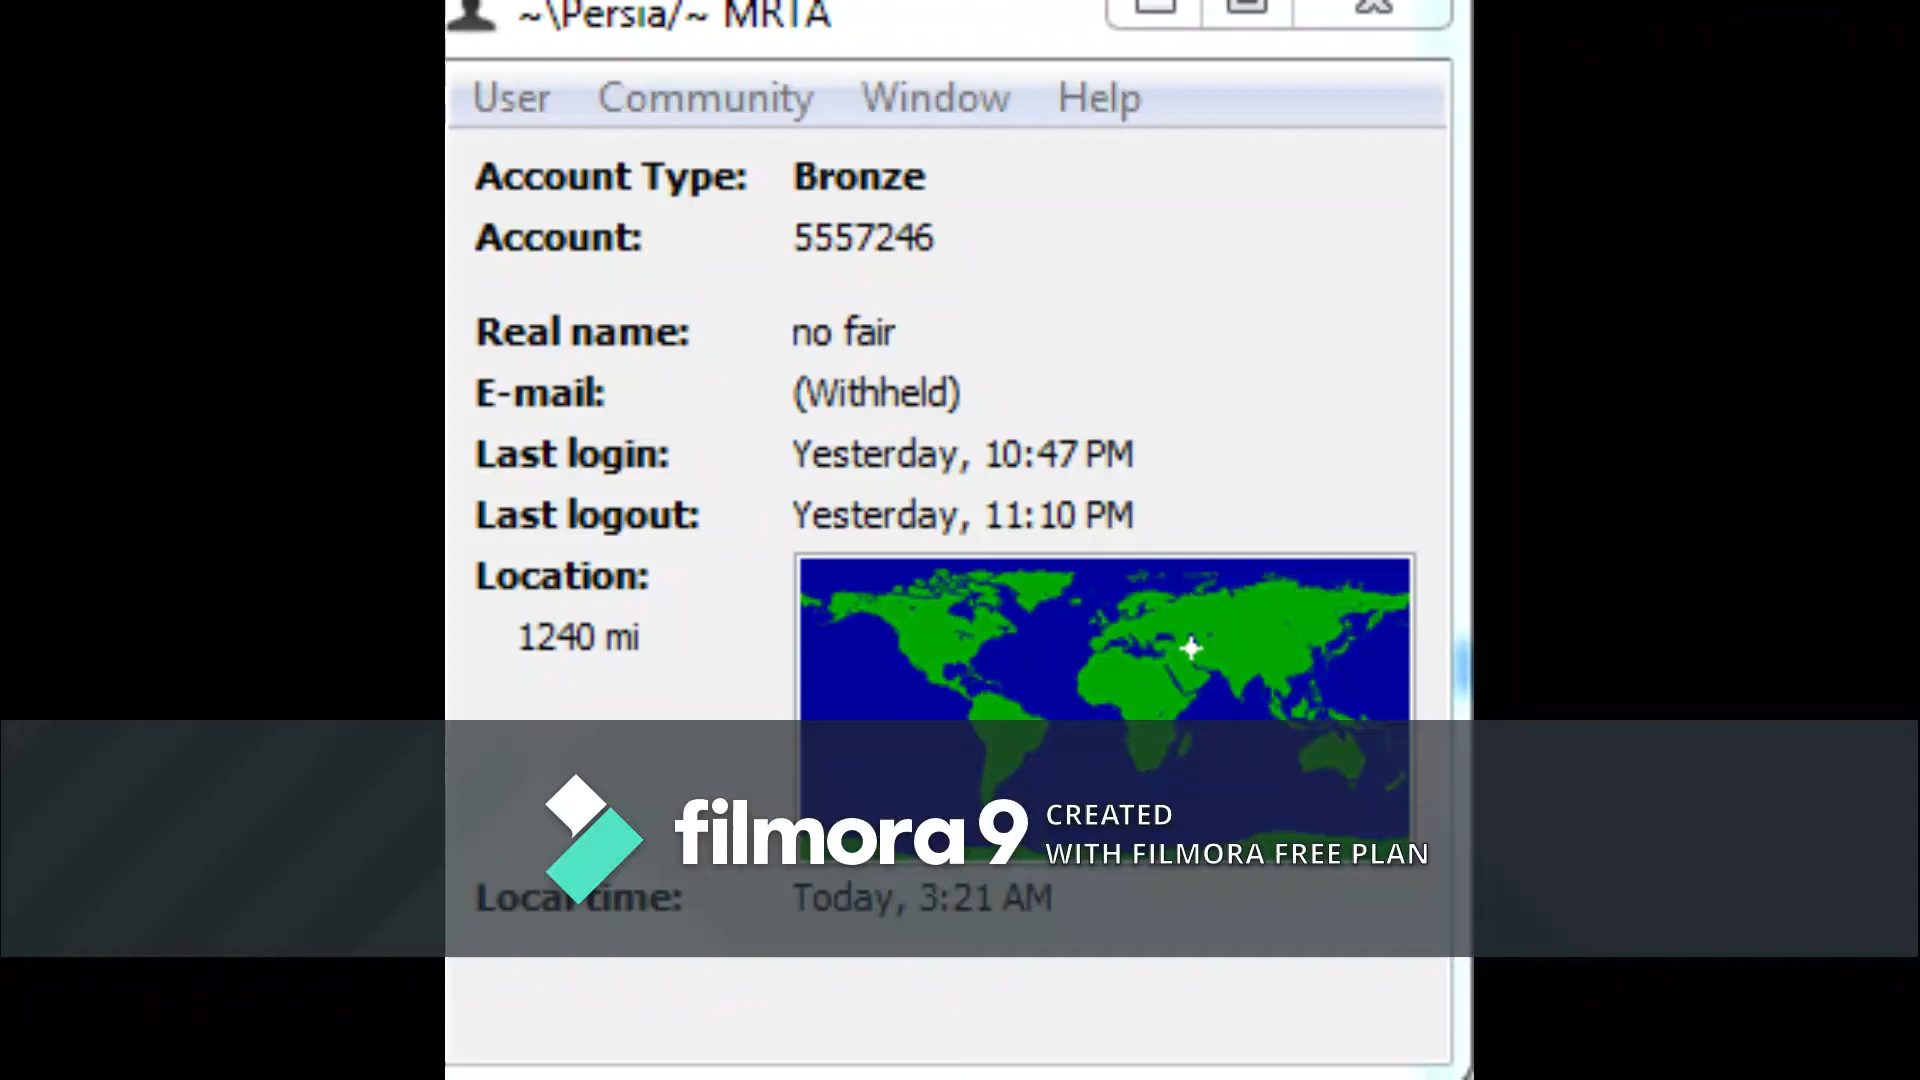 ~\Persia/~ MRTA
User Community Window Help
Account Type: Bronze
Account: 5557246
Real name: no fair
E-mail: (Withheld)
Last login: Yesterday, 10:47 PM
Last logout: Yesterday, 11:10 PM
Location:
1240 mi
filmora9 CREATED
WITH FILMORA FREE PLAN
Local time: Today, 3:21 AM